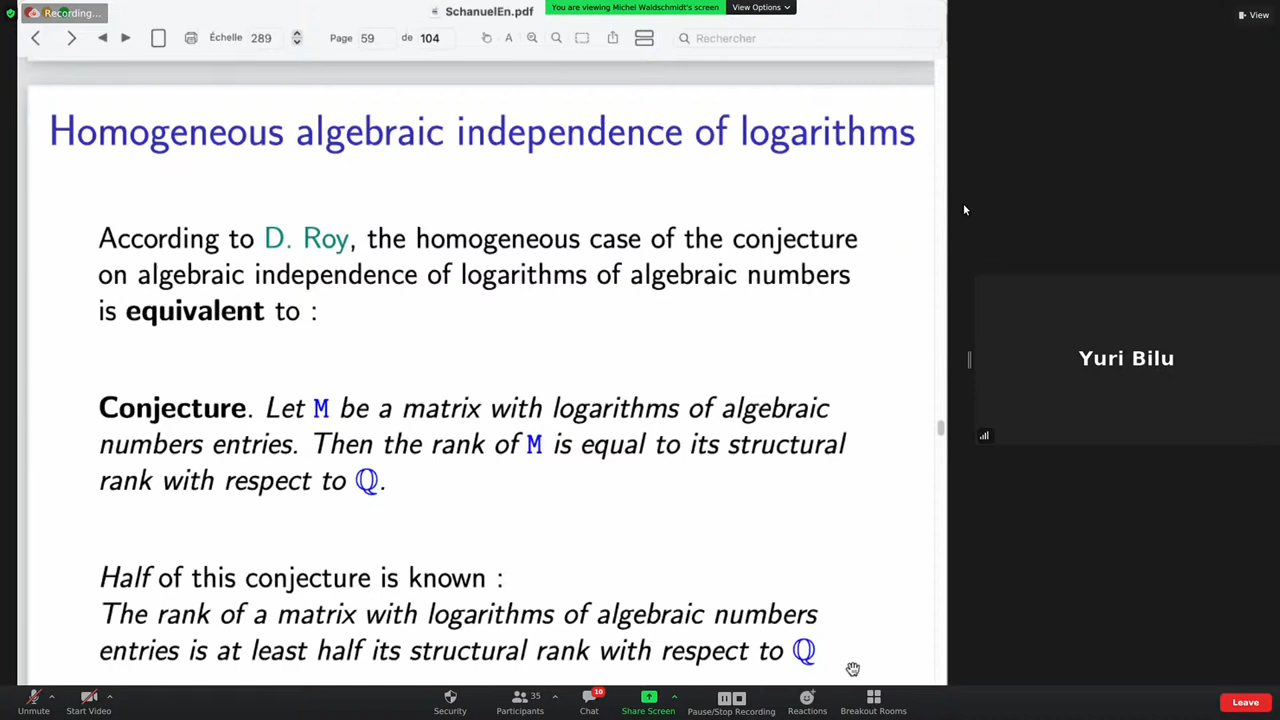 Recording...
SchanuelEn.pdf
You are viewing Michel Waldschmidt's screen
View Options
View
Échelle 289
Page 59 de 104
Rechercher
Homogeneous algebraic independence of logarithms
According to D. Roy, the homogeneous case of the conjecture
on algebraic independence of logarithms of algebraic numbers
is equivalent to :
Conjecture. Let M be a matrix with logarithms of algebraic
numbers entries. Then the rank of M is equal to its structural
rank with respect to ℚ.
Half of this conjecture is known :
The rank of a matrix with logarithms of algebraic numbers
entries is at least half its structural rank with respect to ℚ
Yuri Bilu
Unmute
Start Video
Security
Participants 35
Chat 10
Share Screen
Pause/Stop Recording
Reactions
Breakout Rooms
Leave